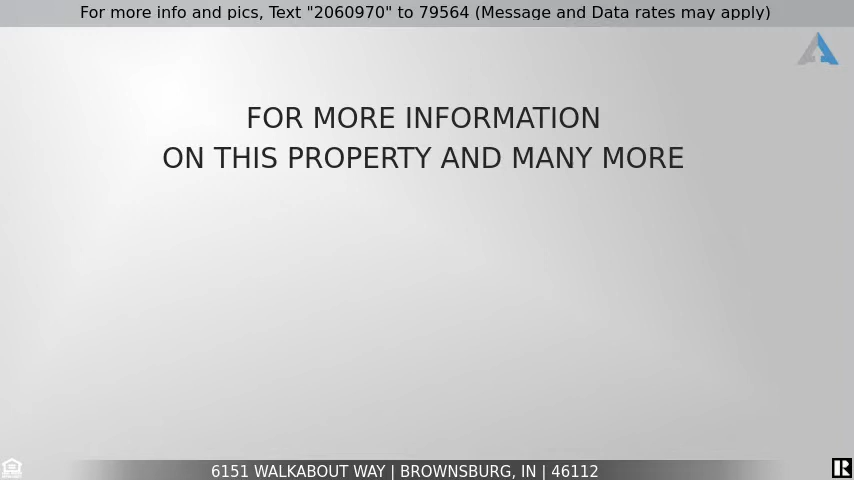 For more info and pics, Text "2060970" to 79564 (Message and Data rates may apply)
FOR MORE INFORMATION
ON THIS PROPERTY AND MANY MORE
6151 WALKABOUT WAY | BROWNSBURG, IN | 46112